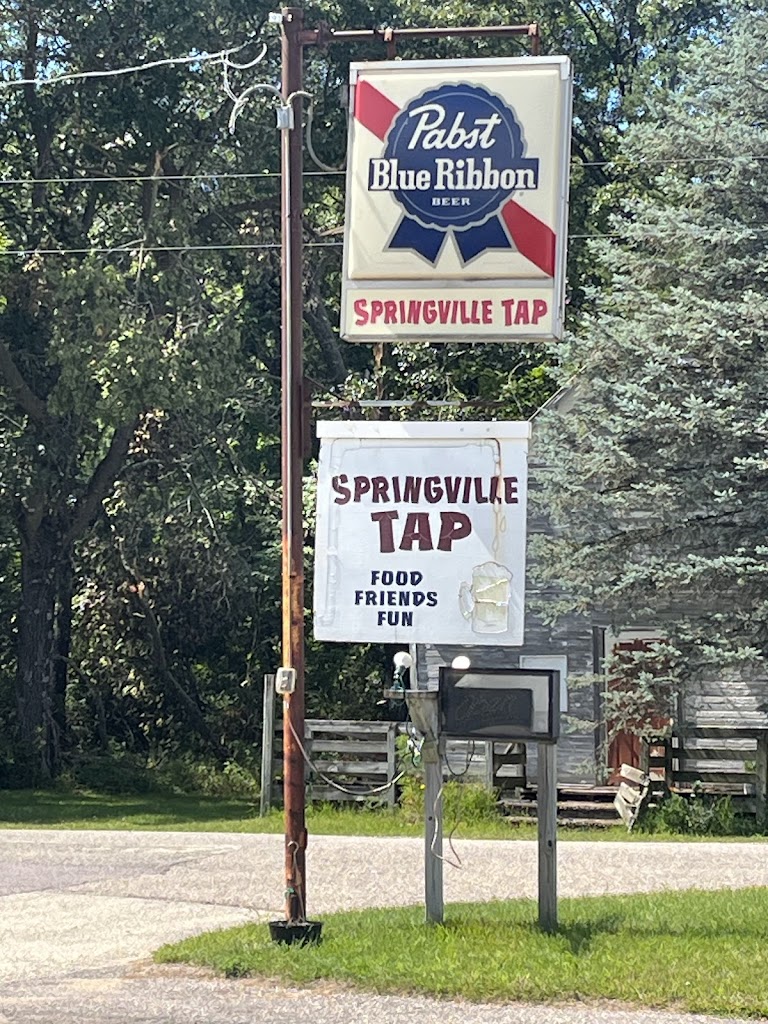 Pabst
Blue Ribbon
BEER
SPRINGVILLE TAP
SPRINGVILLE
TAP
FOOD
FRIENDS
FUN